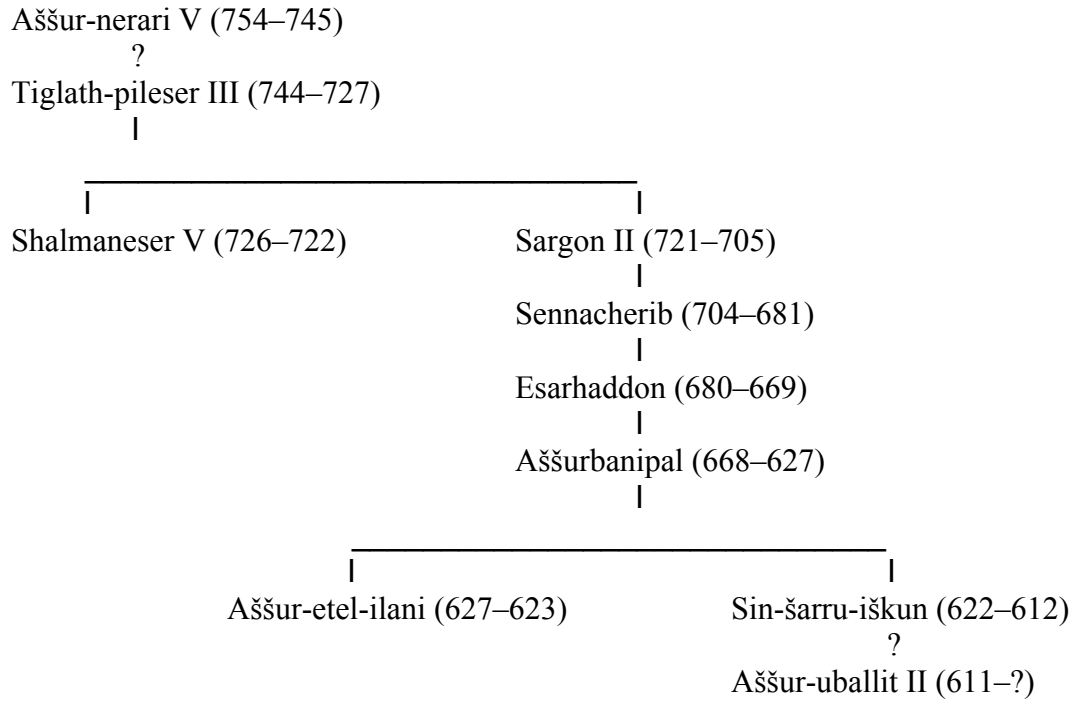 Aššur-nerari V (754–745)
?
Tiglath-pileser III (744–727)
Shalmaneser V (726–722) Sargon II (721–705)
Sennacherib (704–681)
Esarhaddon (680–669)
Aššurbanipal (668–627)
Aššur-etel-ilani (627–623) Sin-šarru-iškun (622–612)
?
Aššur-uballit II (611–?)